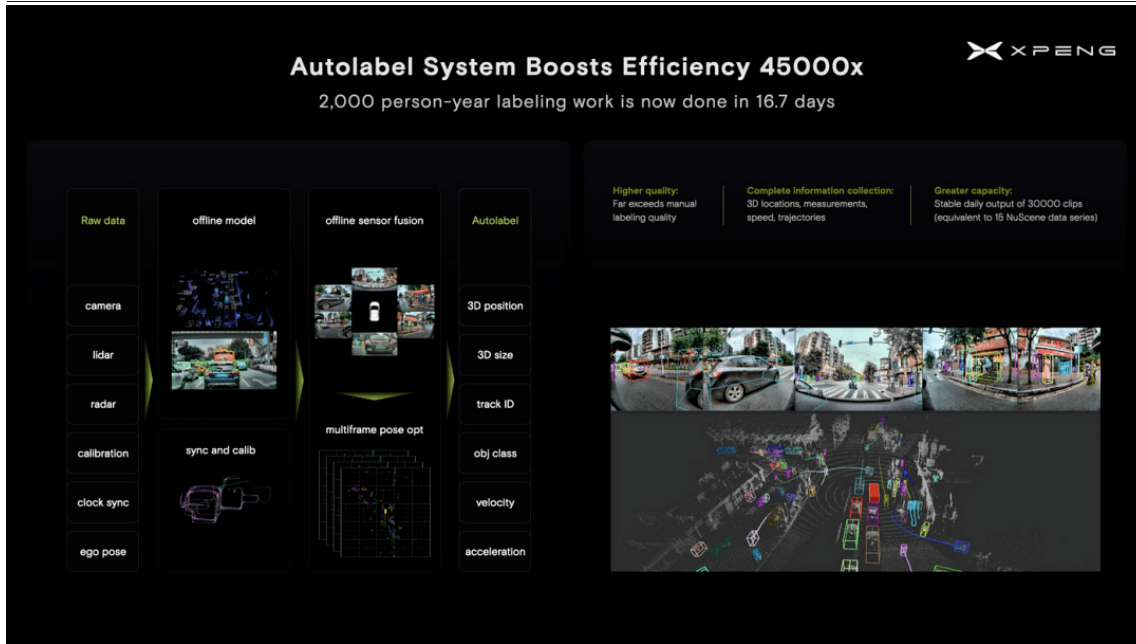 XPENG
Autolabel System Boosts Efficiency 45000x
2,000 person-year labeling work is now done in 16.7 days
Raw data
camera
lidar
radar
calibration
clock sync
ego pose
offline model
sync and calib
offline sensor fusion
multiframe pose opt
Autolabel
3D position
3D size
track ID
obj class
velocity
acceleration
Higher quality:
Far exceeds manual
labeling quality
Complete information collection:
3D locations, measurements,
speed, trajectories
Greater capacity:
Stable daily output of 30000 clips
(equivalent to 15 NuScene data series)